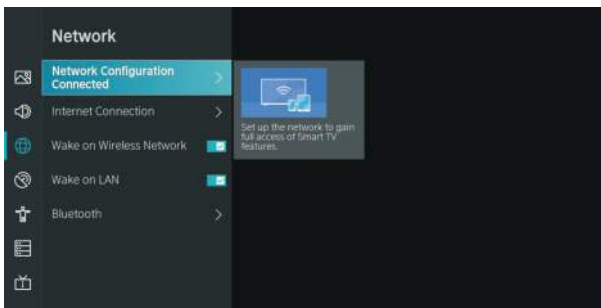 Network
Network Configuration
Connected
Internet Connection
Wake on Wireless Network
Wake on LAN
Bluetooth
Set up the network to gain
full access of Smart TV
features.